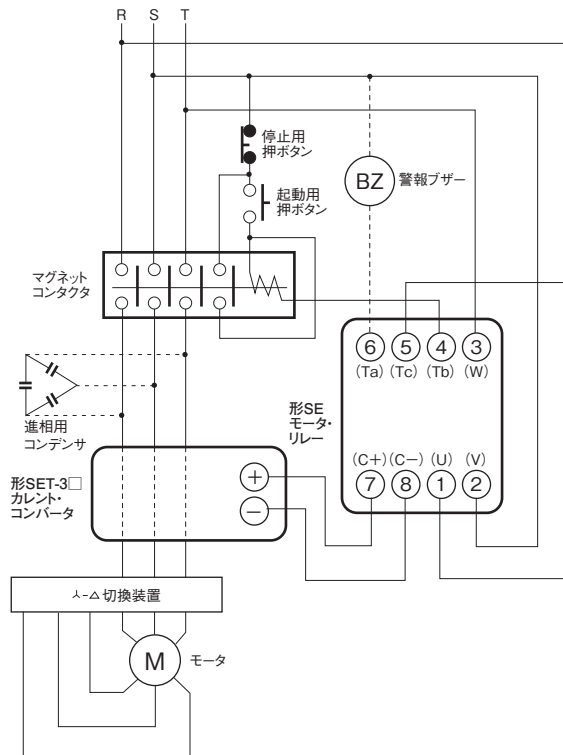 R S T
停止用
押ボタン
BZ 警報ブザー
起動用
押ボタン
マグネット
コンタクタ
6 5 4 3
(Ta) (Tc) (Tb) (W)
進相用
コンデンサ
形SE
モータ・
リレー
(C+) (C−) (U) (V)
7 8 1 2
形SET-3□
カレント・
コンバータ
+
−
⅄-△切換装置
M モータ